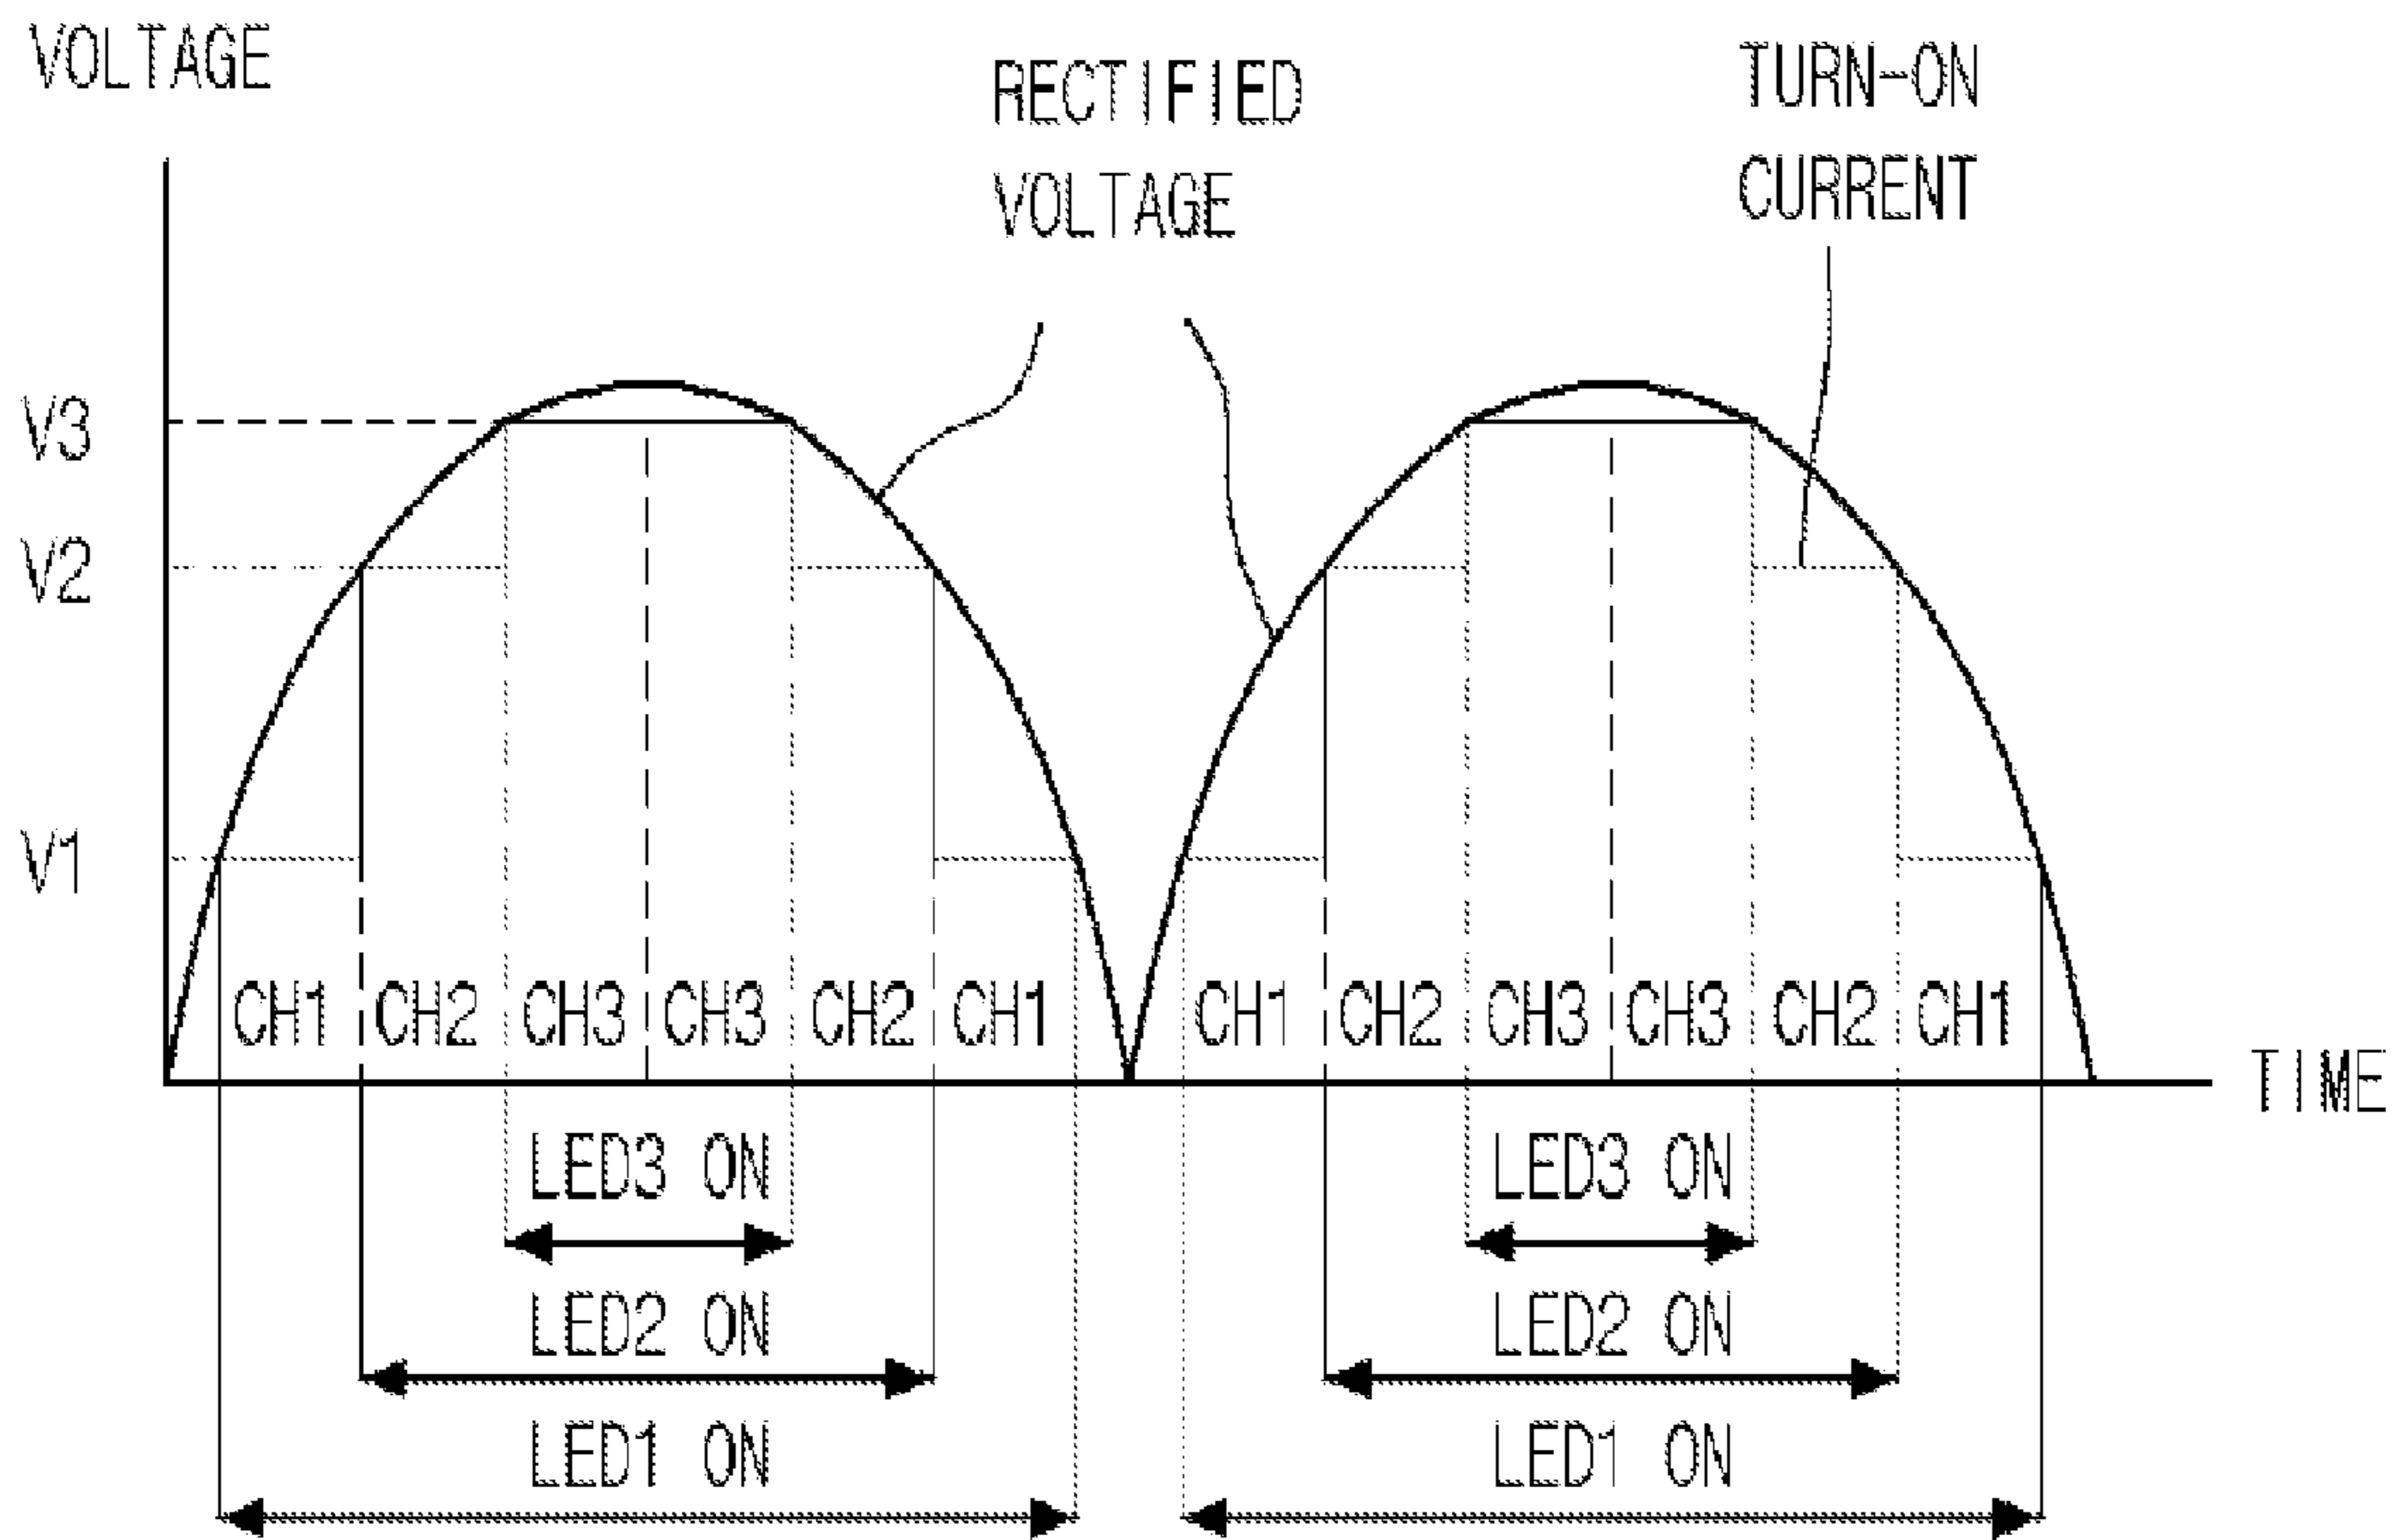 VOLTAGE
RECTIFIED
VOLTAGE
TURN-ON
CURRENT
V3
V2
V1
CH1 CH2 CH3 CH3 CH2 CH1 CH1 CH2 CH3 CH3 CH2 CH1
TIME
LED3 ON LED3 ON
LED2 ON LED2 ON
LED1 ON LED1 ON